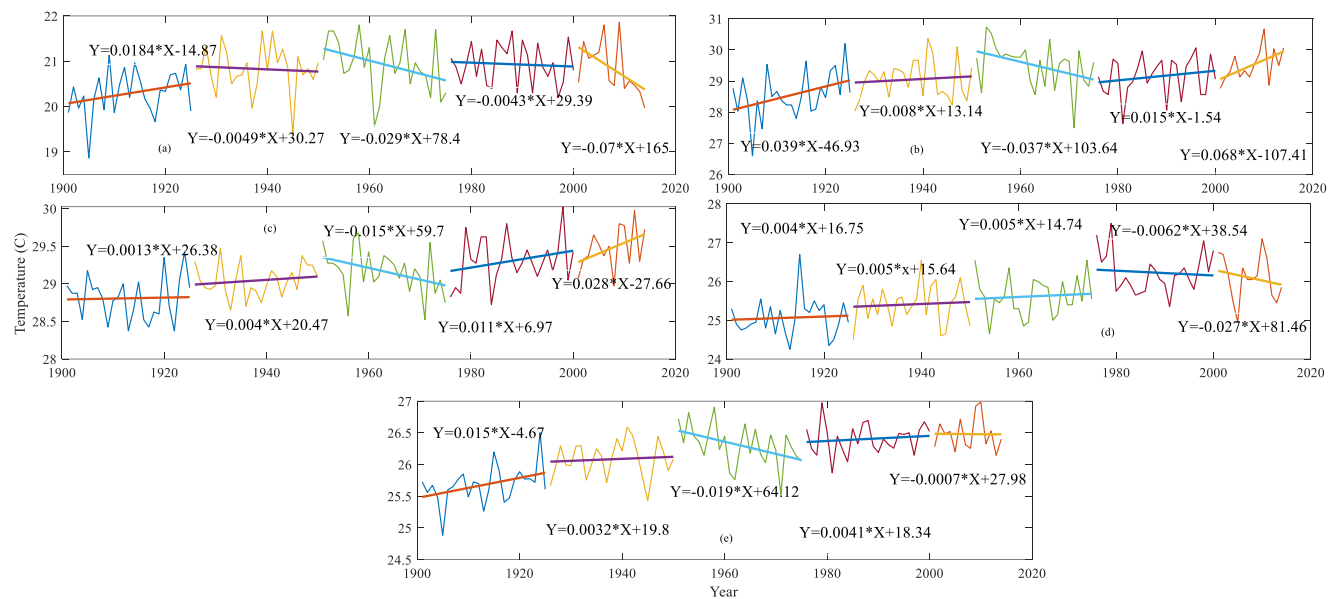 22
21
20
19
1900
1920
1940
1960
1980
2000
2020
Y=0.0184*X-14.87
Y=-0.0049*X+30.27
Y=-0.029*X+78.4
Y=-0.0043*X+29.39
Y=-0.07*X+165
(a)
31
30
29
28
27
26
1900
1920
1940
1960
1980
2000
2020
Y=0.039*X-46.93
Y=0.008*X+13.14
Y=-0.037*X+103.64
Y=0.015*X-1.54
Y=0.068*X-107.41
(b)
Temperature (C)
30
29.5
29
28.5
28
1900
1920
1940
1960
1980
2000
2020
Y=0.0013*X+26.38
Y=0.004*X+20.47
Y=-0.015*X+59.7
Y=0.011*X+6.97
Y=0.028*X-27.66
(c)
28
27
26
25
24
1900
1920
1940
1960
1980
2000
2020
Y=0.004*X+16.75
Y=0.005*x+15.64
Y=0.005*X+14.74
Y=-0.0062*X+38.54
Y=-0.027*X+81.46
(d)
27
26.5
26
25.5
25
24.5
1900
1920
1940
1960
1980
2000
2020
Y=0.015*X-4.67
Y=0.0032*X+19.8
Y=-0.019*X+64.12
Y=0.0041*X+18.34
Y=-0.0007*X+27.98
(e)
Year